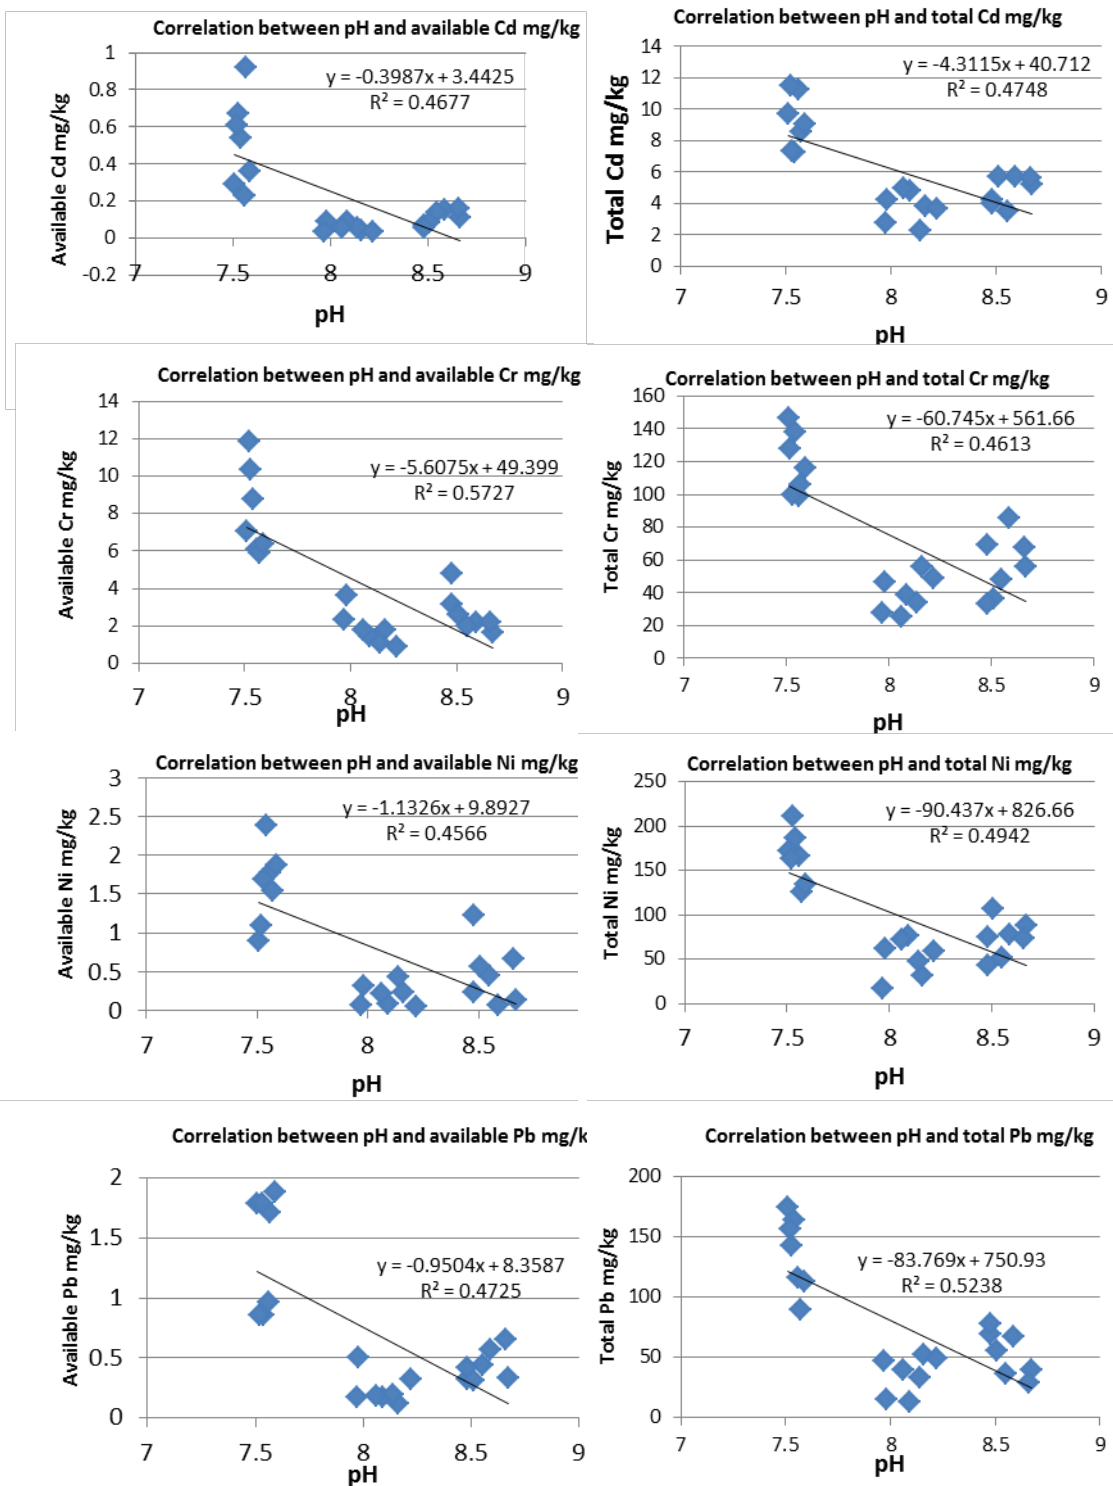 Correlation between pH and available Cd mg/kg
y = -0.3987x + 3.4425
R² = 0.4677
Available Cd mg/kg
1
0.8
0.6
0.4
0.2
0
-0.2
7
7.5
8
8.5
9
pH
Correlation between pH and total Cd mg/kg
y = -4.3115x + 40.712
R² = 0.4748
Total Cd mg/kg
14
12
10
8
6
4
2
0
7
7.5
8
8.5
9
pH
Correlation between pH and available Cr mg/kg
y = -5.6075x + 49.399
R² = 0.5727
Available Cr mg/kg
14
12
10
8
6
4
2
0
7
7.5
8
8.5
9
pH
Correlation between pH and total Cr mg/kg
y = -60.745x + 561.66
R² = 0.4613
Total Cr mg/kg
160
140
120
100
80
60
40
20
0
7
7.5
8
8.5
9
pH
Correlation between pH and available Ni mg/kg
y = -1.1326x + 9.8927
R² = 0.4566
Available Ni mg/kg
3
2.5
2
1.5
1
0.5
0
7
7.5
8
8.5
pH
Correlation between pH and total Ni mg/kg
y = -90.437x + 826.66
R² = 0.4942
Total Ni mg/kg
250
200
150
100
50
0
7
7.5
8
8.5
9
pH
Correlation between pH and available Pb mg/k
y = -0.9504x + 8.3587
R² = 0.4725
Available Pb mg/kg
2
1.5
1
0.5
0
7
7.5
8
8.5
9
pH
Correlation between pH and total Pb mg/kg
y = -83.769x + 750.93
R² = 0.5238
Total Pb mg/kg
200
150
100
50
0
7
7.5
8
8.5
9
pH